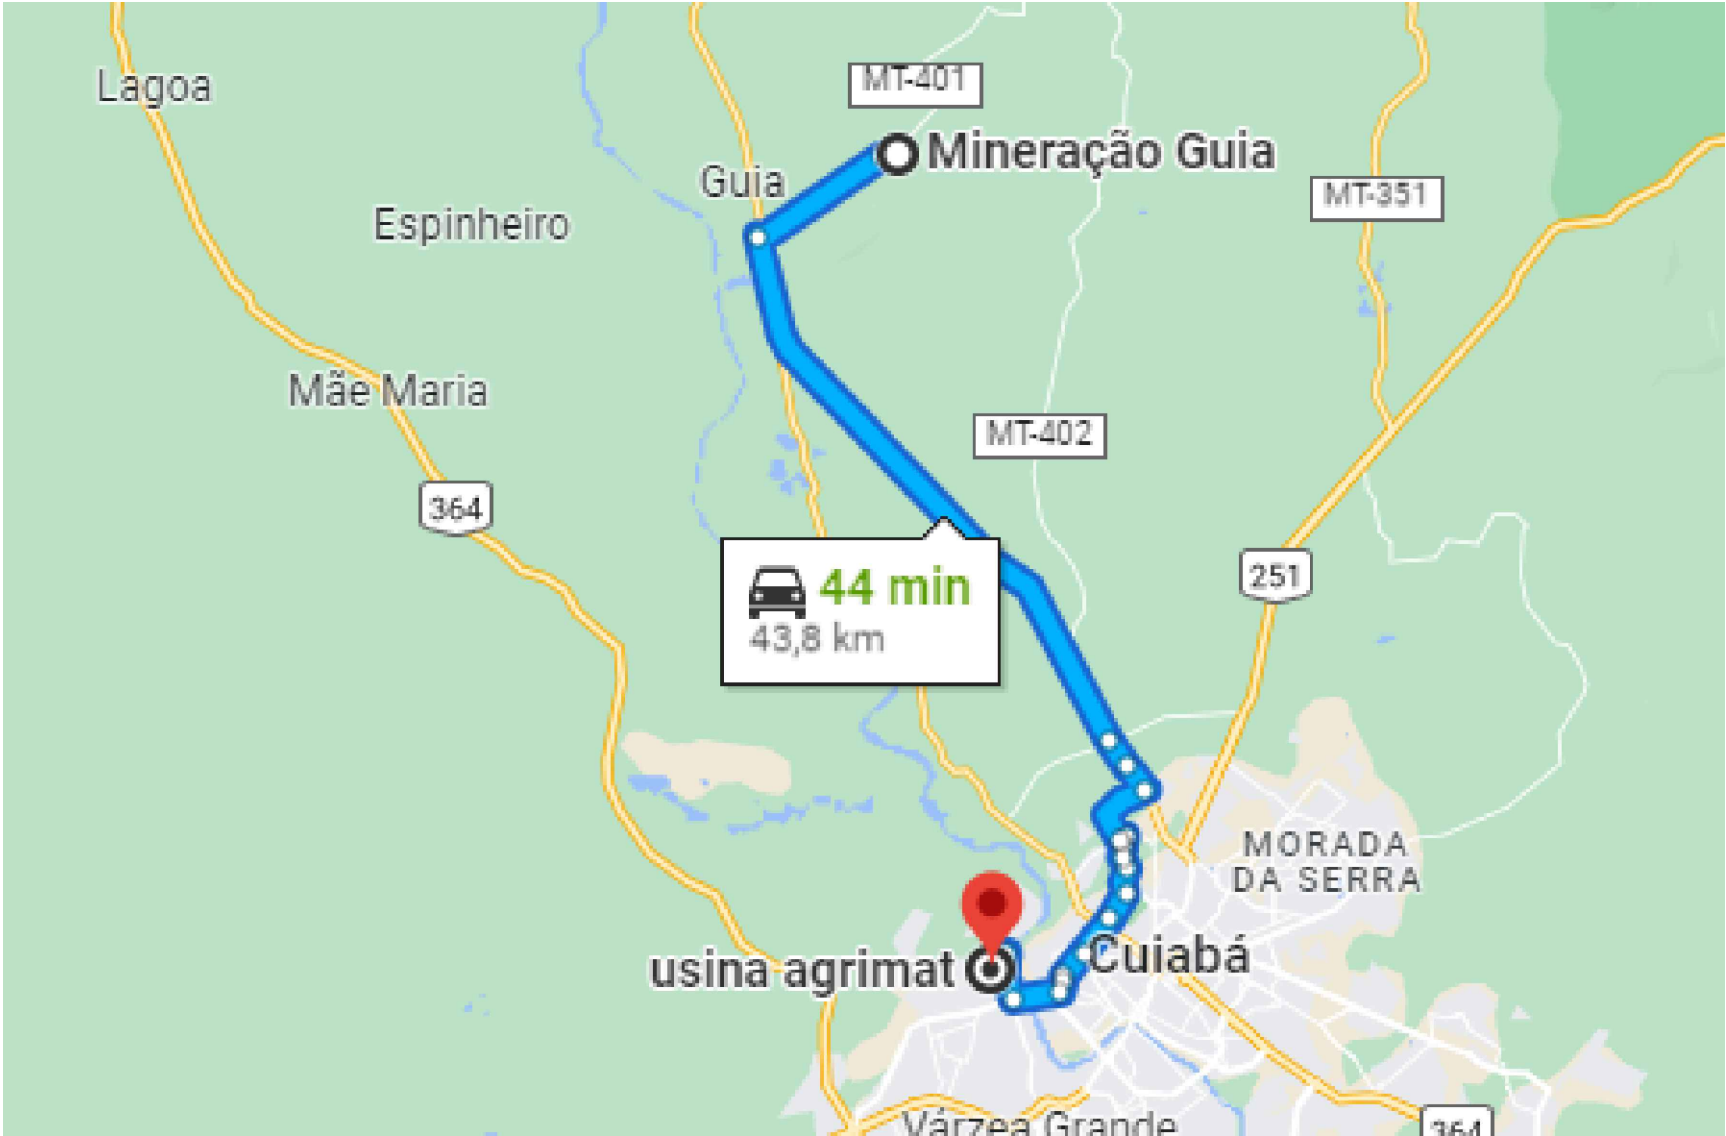 Lagoa
MT-401
Mineração Guia
Guia
MT-351
Espinheiro
Mãe Maria
MT-402
364
44 min
251
43,8 km
MORADA
DA SERRA
Cuiabá
usina agrimat
Várzea Grande
364